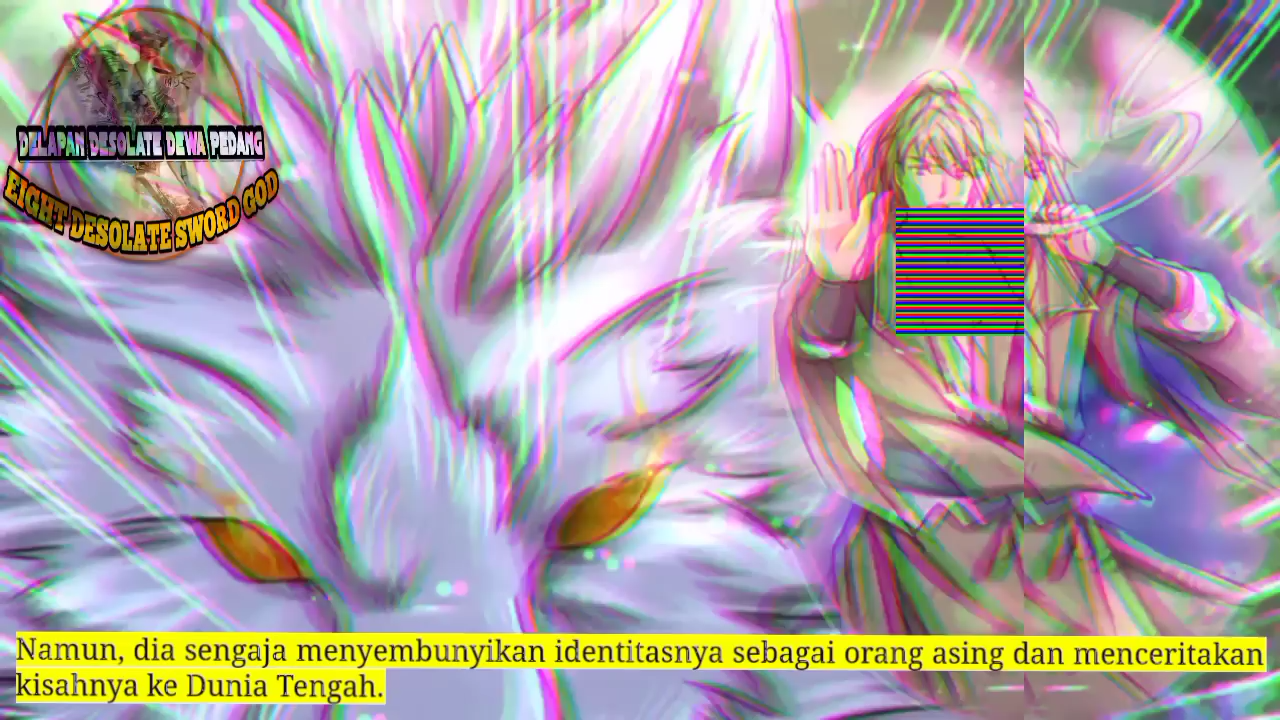 DELAPAN DESOLATE DEWA PEDANG
EIGHT DESOLATE SWORD GOD
Namun, dia sengaja menyembunyikan identitasnya sebagai orang asing dan menceritakan
kisahnya ke Dunia Tengah.